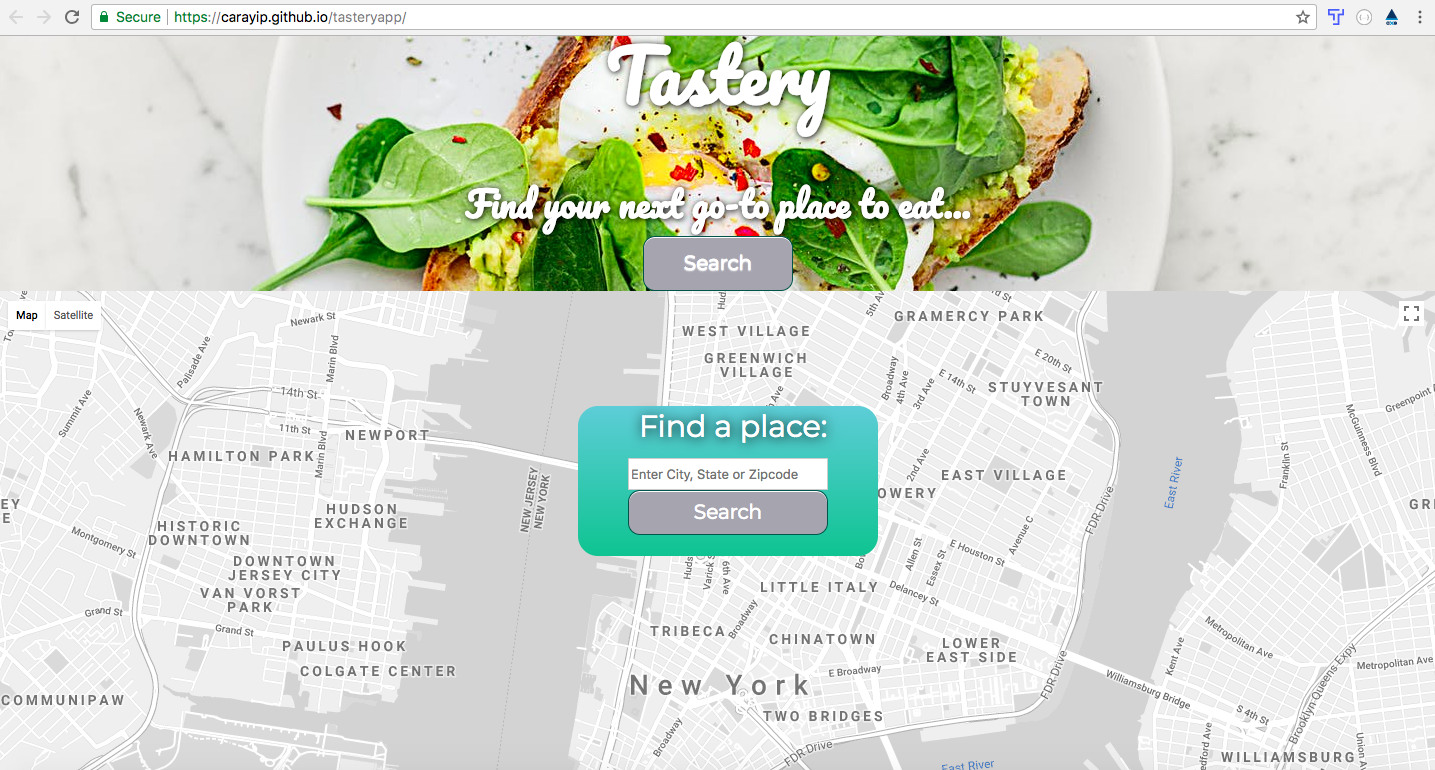 Secure
https://carayip.github.io/tasteryapp/
Tastery
Find your next go-to place to eat...
Search
Map
Satellite
Newark St
Marin Blvd
Palisade Ave
Summit Ave
Newark Ave
14th St
11th St
Marin Blvd
NEWPORT
HAMILTON PARK
HUDSON
EXCHANGE
HISTORIC
DOWNTOWN
Montgomery St
DOWNTOWN
JERSEY CITY
VAN VORST
PARK
Grand St
Grand St
PAULUS HOOK
COLGATE CENTER
COMMUNIPAW
NEW JERSEY
NEW YORK
WEST VILLAGE
GREENWICH
VILLAGE
GRAMERCY PARK
5th Av
3rd St
E 20th St
Broadway
4th Ave
3rd Ave
E 14th St
STUYVESANT
TOWN
Find a place:
Enter City, State or Zipcode
Search
2nd Ave
EAST VILLAGE
OWERY
FDR Drive
Avenue C
E Houston St
Allen St
Essex St
Delancey St
6th Ave
Varick S
LITTLE ITALY
TRIBECA
Broadway
CHINATOWN
LOWER
EAST SIDE
E Broadway
New York
TWO BRIDGES
Broadway
FDR Drive
FDR Drive
East River
East River
Williamsburg Bridge
Greenpoint
McGuinness Blvd
Franklin St
Kent Ave
Metropolitan Ave
Metropolitan Ave
Brooklyn Queens Expy
S 4th St
Union Av
WILLIAMSBURG